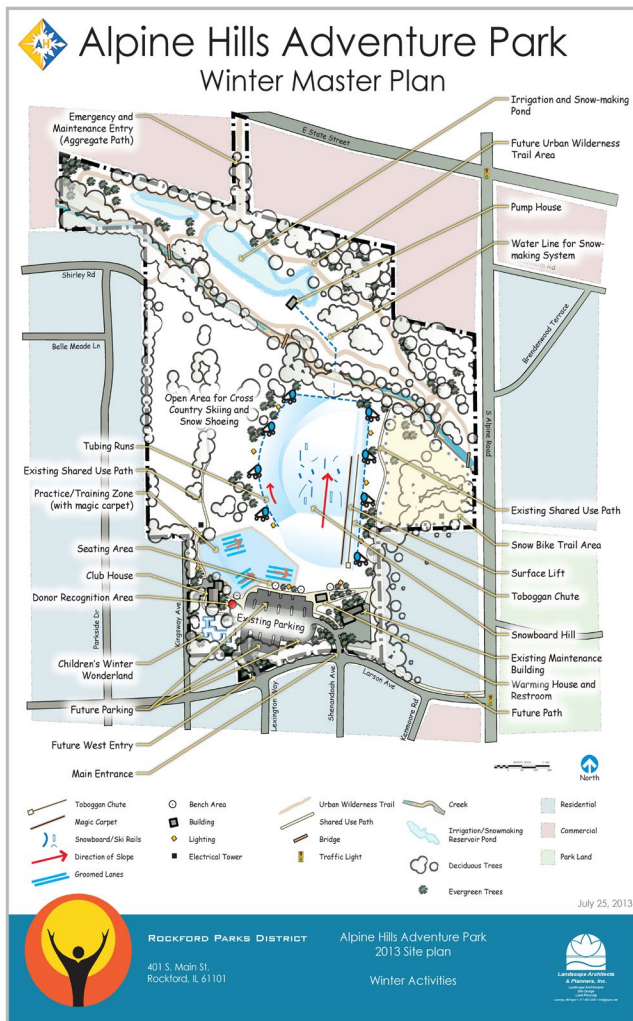 AH
Alpine Hills Adventure Park
Winter Master Plan
Emergency and
Maintenance Entry
(Aggregate Path)
E State Street
Irrigation and Snow-making
Pond
Future Urban Wilderness
Trail Area
Pump House
Water Line for Snow-
making System
Rd
Shirley Rd
Belle Meade Ln
Brendenwood Terrace
S Alpine Road
Open Area for Cross
Country Skiing and
Snow Shoeing
Tubing Runs
Existing Shared Use Path
Practice/Training Zone
(with magic carpet)
Seating Area
Club House
Donor Recognition Area
Parkside Dr
Kingsway Ave
Children's Winter
Wonderland
Future Parking
Future West Entry
Main Entrance
Existing Parking
Existing Shared Use Path
Snow Bike Trail Area
Surface Lift
Toboggan Chute
Snowboard Hill
Existing Maintenance
Building
Warming House and
Restroom
Future Path
Lexington Way
Shenandoah Ave
Larson Ave
Kenmore Rd
North
Toboggan Chute
Magic Carpet
Snowboard/Ski Rails
Direction of Slope
Groomed Lanes
Bench Area
Building
Lighting
Electrical Tower
Urban Wilderness Trail
Shared Use Path
Bridge
Traffic Light
Creek
Irrigation/Snowmaking
Reservoir Pond
Deciduous Trees
Evergreen Trees
Residential
Commercial
Park Land
July 25, 2013
Rockford Parks District
401 S. Main St.
Rockford, IL 61101
Alpine Hills Adventure Park
2013 Site plan
Winter Activities
Landscape Architects
& Planners, Inc.
Landscape Architecture
Site Design
Land Planning